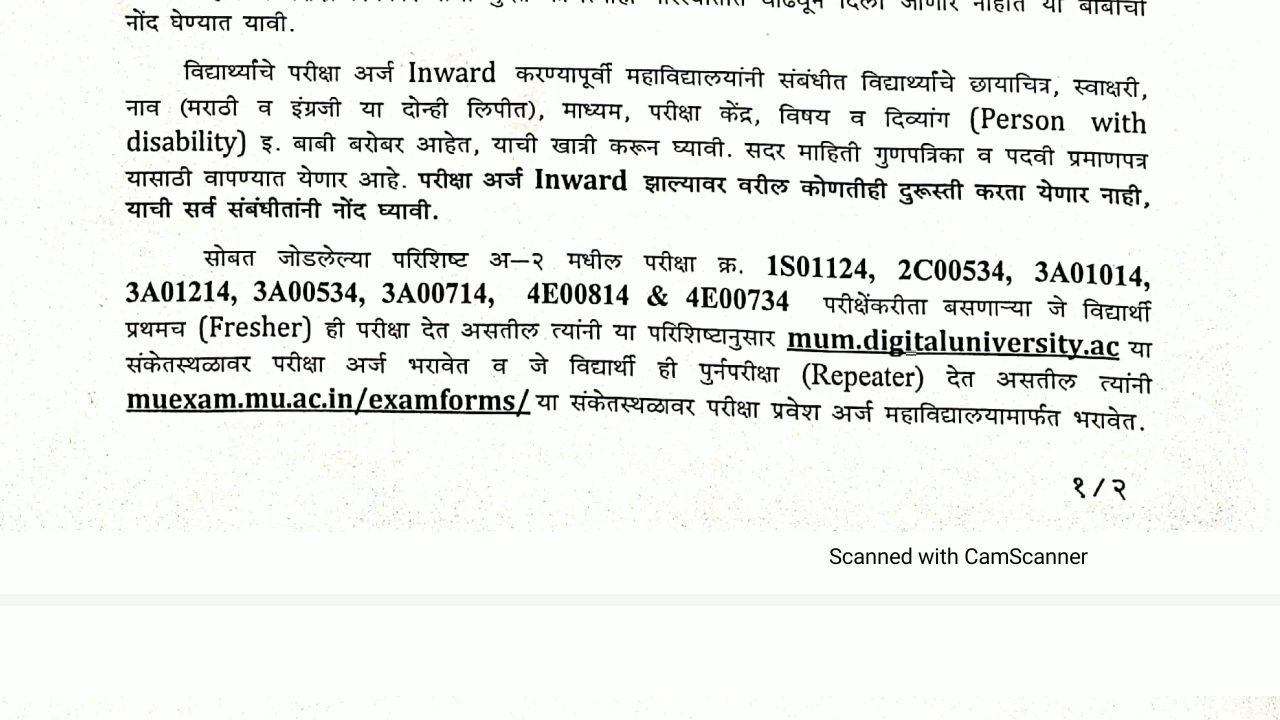 नोंद घेण्यात यावी.
विद्यार्थ्यांचे परीक्षा अर्ज Inward करण्यापूर्वी महाविद्यालयांनी संबंधीत विद्यार्थ्यांचे छायाचित्र, स्वाक्षरी,
नाव (मराठी व इंग्रजी या दोन्ही लिपीत), माध्यम, परीक्षा केंद्र, विषय व दिव्यांग (Person with
disability) इ. बाबी बरोबर आहेत, याची खात्री करून घ्यावी. सदर माहिती गुणपत्रिका व पदवी प्रमाणपत्र
यासाठी वापण्यात येणार आहे. परीक्षा अर्ज Inward झाल्यावर वरील कोणतीही दुरूस्ती करता येणार नाही,
याची सर्व संबंधीतांनी नोंद घ्यावी.
सोबत जोडलेल्या परिशिष्ट अ–२ मधील परीक्षा क्र. 1S01124, 2C00534, 3A01014,
3A01214, 3A00534, 3A00714, 4E00814 & 4E00734 परीक्षेंकरीता बसणाऱ्या जे विद्यार्थी
प्रथमच (Fresher) ही परीक्षा देत असतील त्यांनी या परिशिष्टानुसार mum.digitaluniversity.ac या
संकेतस्थळावर परीक्षा अर्ज भरावेत व जे विद्यार्थी ही पुर्नपरीक्षा (Repeater) देत असतील त्यांनी
muexam.mu.ac.in/examforms/ या संकेतस्थळावर परीक्षा प्रवेश अर्ज महाविद्यालयामार्फत भरावेत.
१/२
Scanned with CamScanner